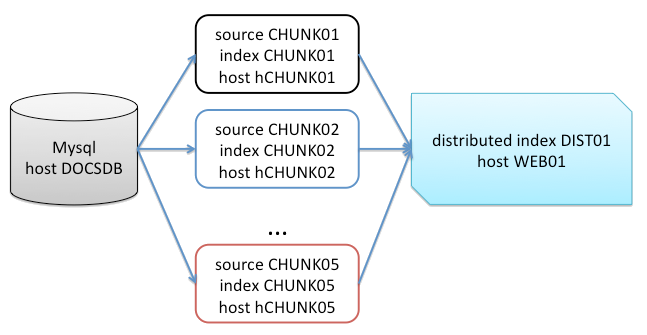 Mysql
host DOCSDB
source CHUNK01
index CHUNK01
host hCHUNK01
source CHUNK02
index CHUNK02
host hCHUNK02
...
source CHUNK05
index CHUNK05
host hCHUNK05
distributed index DIST01
host WEB01